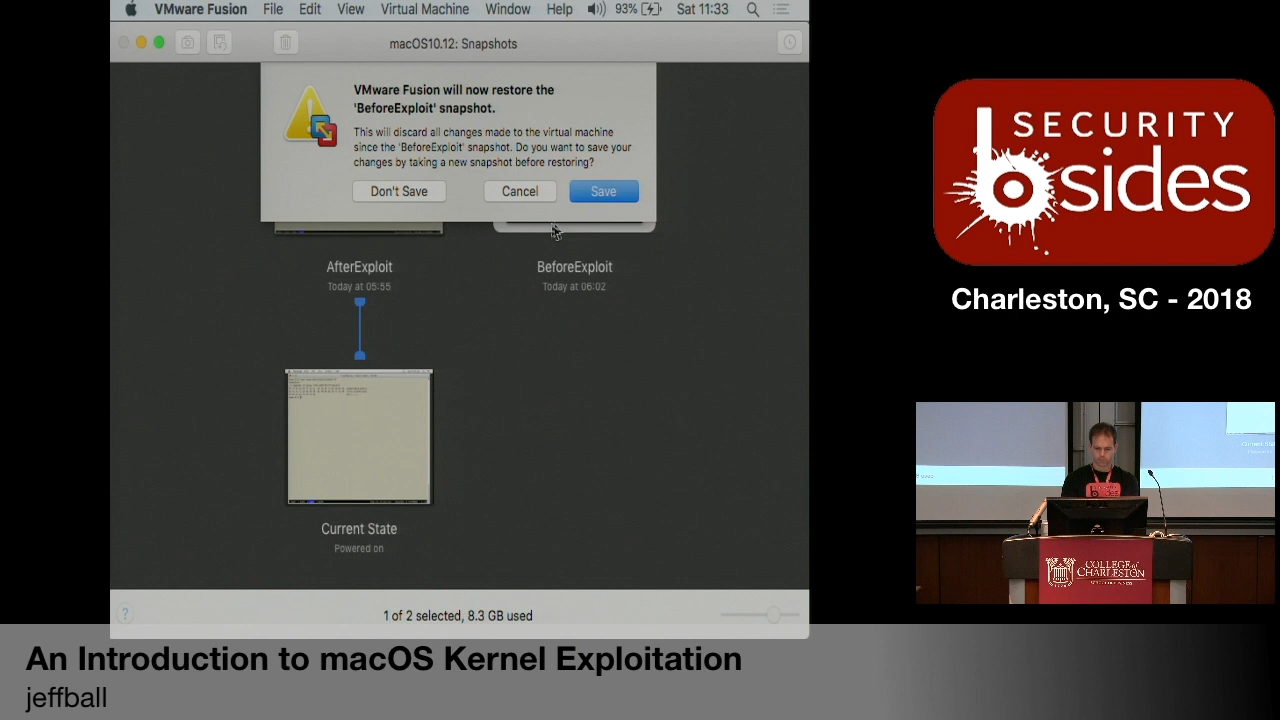 VMware Fusion File Edit View Virtual Machine Window Help 93% Sat 11:33
macOS10.12: Snapshots
VMware Fusion will now restore the
'BeforeExploit' snapshot.
This will discard all changes made to the virtual machine
since the 'BeforeExploit' snapshot. Do you want to save your
changes by taking a new snapshot before restoring?
Don't Save Cancel Save
AfterExploit
Today at 05:55
BeforeExploit
Today at 06:02
Current State
Powered on
?
1 of 2 selected, 8.3 GB used
SECURITY
bsides
Charleston, SC - 2018
COLLEGE of
CHARLESTON
An Introduction to macOS Kernel Exploitation
jeffball